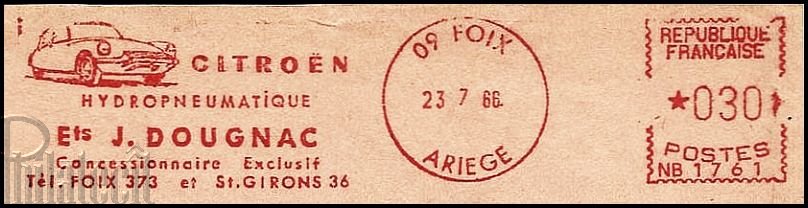 CITROËN
HYDROPNEUMATIQUE
Ets J. DOUGNAC
Concessionnaire Exclusif
Tél. FOIX 373 et St. GIRONS 36
09 FOIX
23 7 66.
ARIEGE
REPUBLIQUE
FRANCAISE
★030
POSTES
NB 1761
Philatecit